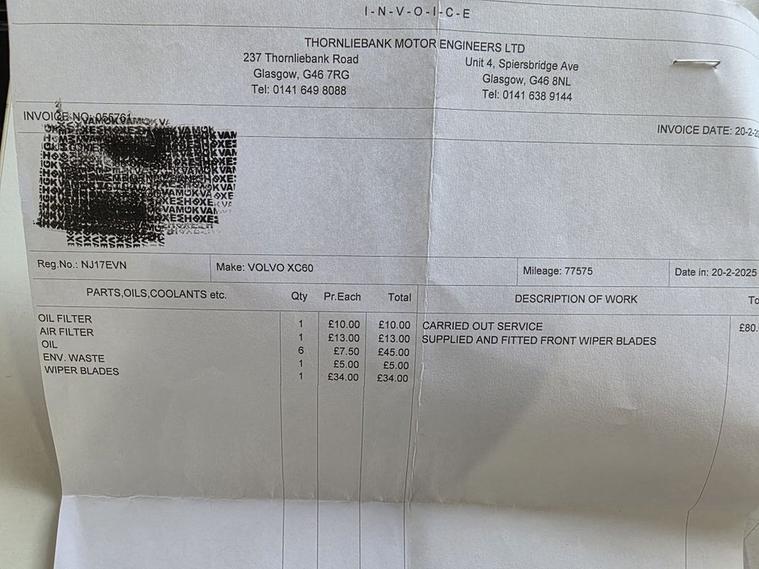 I-N-V-O-I-C-E
THORNLIEBANK MOTOR ENGINEERS LTD
237 Thornliebank Road
Glasgow, G46 7RG
Tel: 0141 649 8088
Unit 4, Spiersbridge Ave
Glasgow, G46 8NL
Tel: 0141 638 9144
INVOICE NO: 056761
INVOICE DATE: 20-2-
Reg.No.: NJ17EVN Make: VOLVO XC60 Mileage: 77575 Date in: 20-2-2025
PARTS,OILS,COOLANTS etc. Qty Pr.Each Total DESCRIPTION OF WORK To
OIL FILTER 1 £10.00 £10.00 CARRIED OUT SERVICE £80.
AIR FILTER 1 £13.00 £13.00 SUPPLIED AND FITTED FRONT WIPER BLADES
OIL 6 £7.50 £45.00
ENV. WASTE 1 £5.00 £5.00
WIPER BLADES 1 £34.00 £34.00